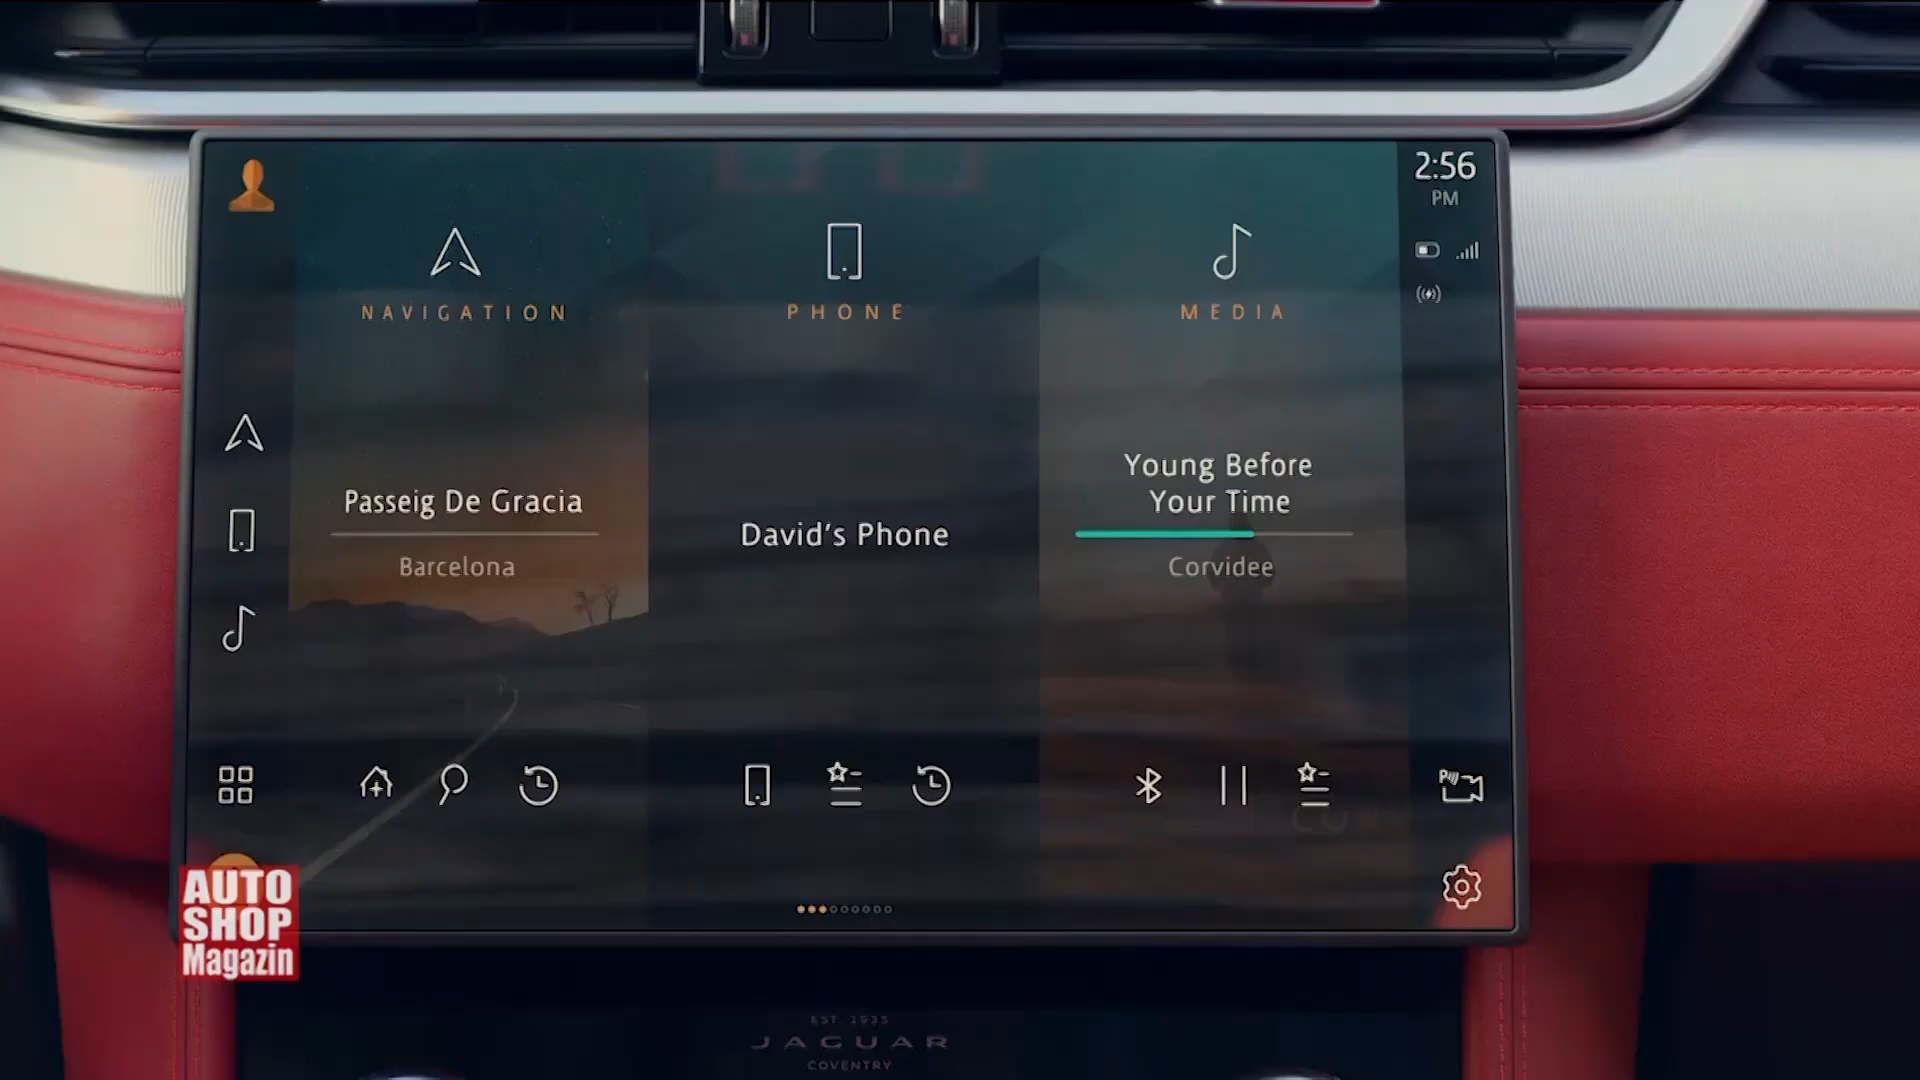 2:56
PM
NAVIGATION
PHONE
MEDIA
Passeig De Gracia
Barcelona
David's Phone
Young Before
Your Time
Corvidee
AUTO
SHOP
Magazin
EST. 1935
JAGUAR
COVENTRY